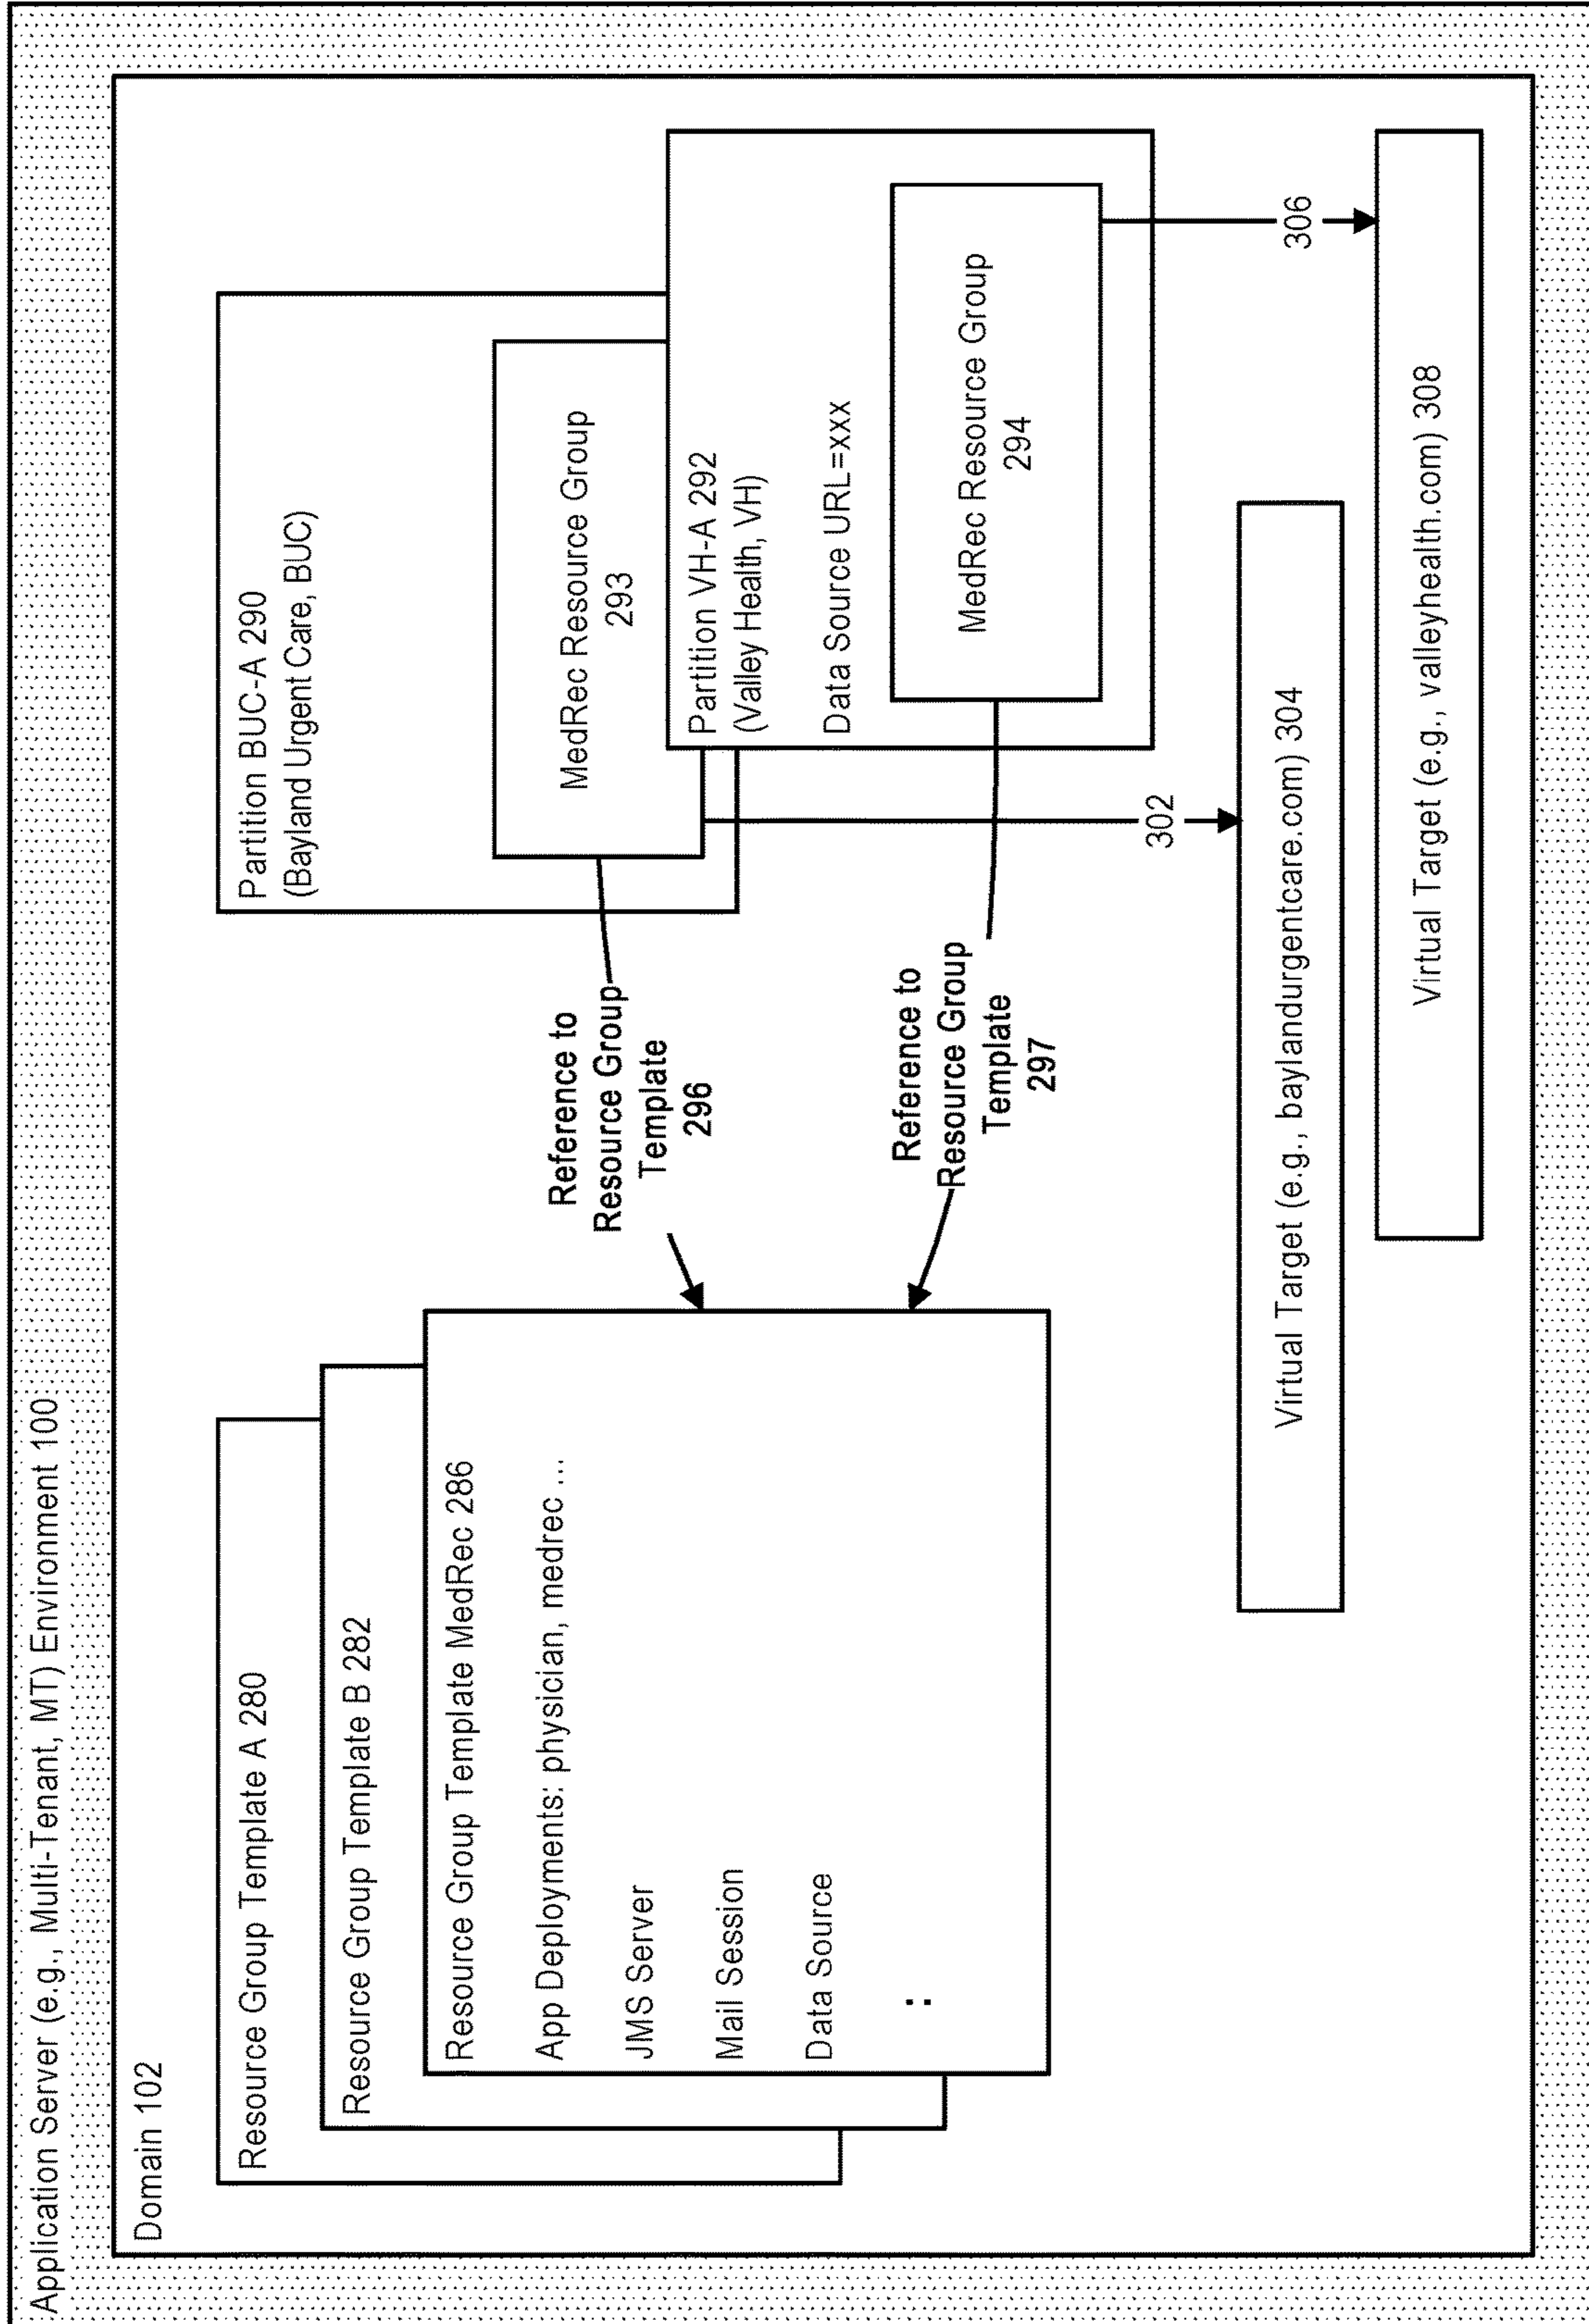 Application Server (e.g., Multi-Tenant, MT) Environment 100
Domain 102
Resource Group Template A 280
Resource Group Template B 282
Resource Group Template MedRec 286
App Deployments: physician, medrec ...
JMS Server
Mail Session
Data Source
:
Reference to
Resource Group
Template
296
Reference to
Resource Group
Template
297
Partition BUC-A 290
(Bayland Urgent Care, BUC)
MedRec Resource Group
293
Partition VH-A 292
(Valley Health, VH)
Data Source URL=xxx
MedRec Resource Group
294
302
306
Virtual Target (e.g., baylandurgentcare.com) 304
Virtual Target (e.g., valleyhealth.com) 308